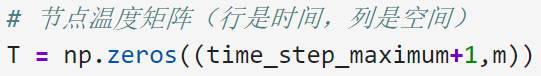 # 节点温度矩阵（行是时间，列是空间）
T = np.zeros((time_step_maximum+1,m))